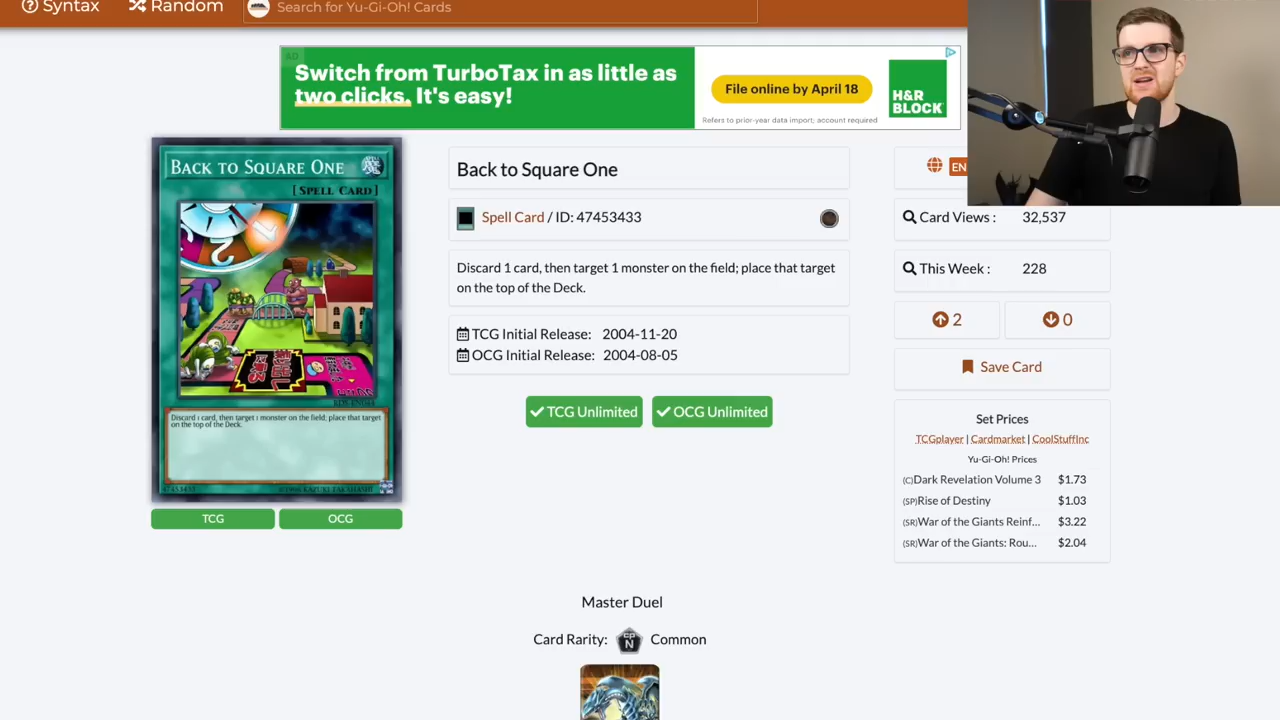 Syntax
Random
Search for Yu-Gi-Oh! Cards
AD
Switch from TurboTax in as little as
two clicks. It's easy!
File online by April 18
Refers to prior-year data import; account required
H&R
BLOCK
BACK TO SQUARE ONE
SPELL
[ SPELL CARD ]
Discard 1 card, then target 1 monster on the field; place that target
on the top of the Deck.
47453433
©1996 KAZUKI TAKAHASHI
TCG
OCG
Back to Square One
Spell Card / ID: 47453433
Discard 1 card, then target 1 monster on the field; place that target
on the top of the Deck.
TCG Initial Release: 2004-11-20
OCG Initial Release: 2004-08-05
TCG Unlimited
OCG Unlimited
EN
Card Views : 32,537
This Week : 228
2
0
Save Card
Set Prices
TCGplayer | Cardmarket | CoolStuffInc
Yu-Gi-Oh! Prices
(C)Dark Revelation Volume 3 $1.73
(SP)Rise of Destiny $1.03
(SR)War of the Giants Reinf... $3.22
(SR)War of the Giants: Rou... $2.04
Master Duel
Card Rarity: N Common